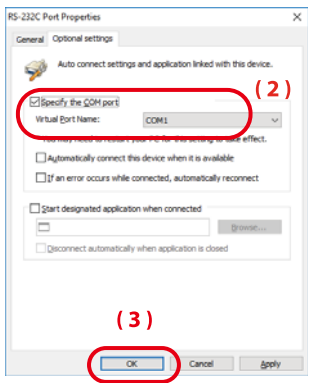 RS-232C Port Properties
General Optional settings
Auto connect settings and application linked with this device.
(2)
Specify the COM port
Virtual Port Name: COM1
You may need to restart your PC for this setting to take effect.
Automatically connect this device when it is available
If an error occurs while connected, automatically reconnect
Start designated application when connected
Browse...
Disconnect automatically when application is closed
(3)
OK Cancel Apply